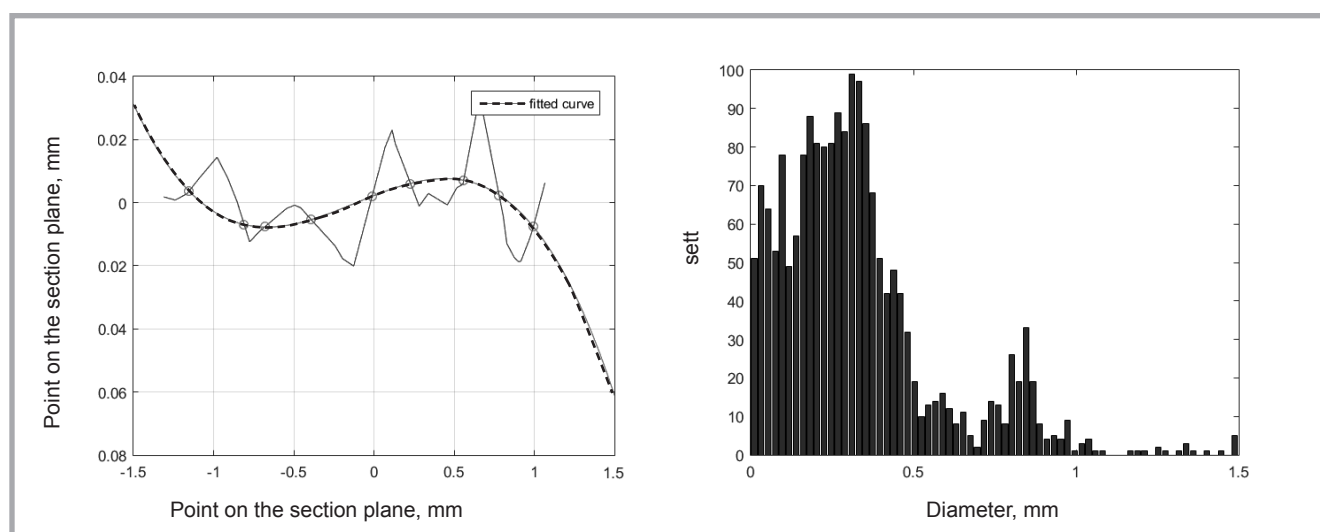 0.04
0.02
0
0.02
0.04
0.06
0.08
-1.5 -1 -0.5 0 0.5 1 1.5
fitted curve
Point on the section plane, mm
Point on the section plane, mm
100
90
80
70
60
50
40
30
20
10
0
0 0.5 1 1.5
sett
Diameter, mm